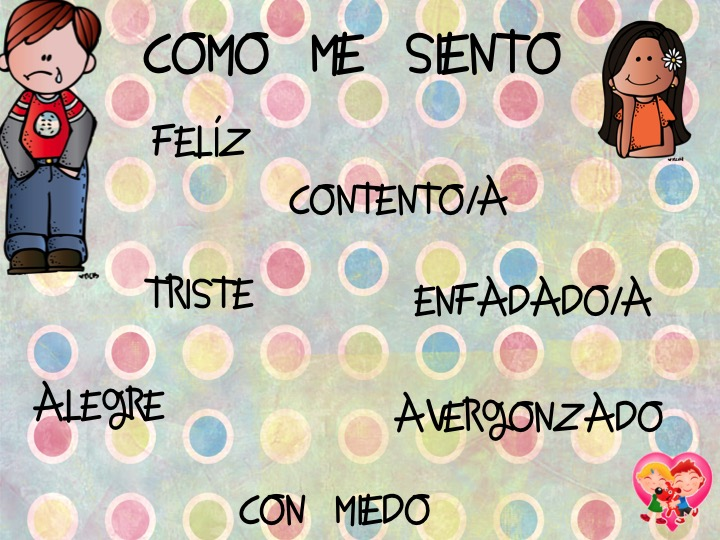 COMO ME SIENTO
FELÍZ
CONTENTO/A
TRISTE
ENFADADO/A
ALEGRE
AVERGONZADO
CON MIEDO